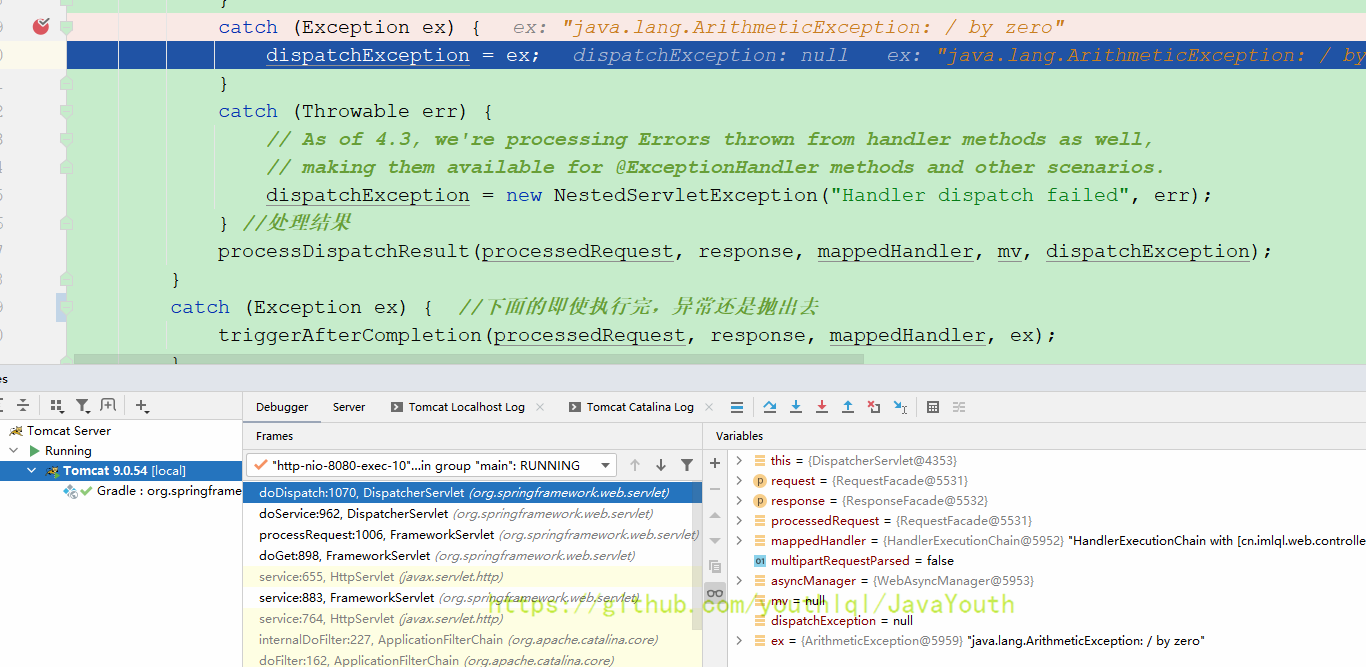 }
catch (Exception ex) { ex: "java.lang.ArithmeticException: / by zero"
dispatchException = ex; dispatchException: null ex: "java.lang.ArithmeticException: / by
}
catch (Throwable err) {
// As of 4.3, we're processing Errors thrown from handler methods as well,
// making them available for @ExceptionHandler methods and other scenarios.
dispatchException = new NestedServletException("Handler dispatch failed", err);
} //处理结果
processDispatchResult(processedRequest, response, mappedHandler, mv, dispatchException);
}
catch (Exception ex) { //下面的即使执行完，异常还是抛出去
triggerAfterCompletion(processedRequest, response, mappedHandler, ex);
}
es
Tomcat Server
Running
Tomcat 9.0.54 [local]
Gradle : org.springframe
Debugger Server Tomcat Localhost Log Tomcat Catalina Log
Frames
"http-nio-8080-exec-10"...in group "main": RUNNING
doDispatch:1070, DispatcherServlet (org.springframework.web.servlet)
doService:962, DispatcherServlet (org.springframework.web.servlet)
processRequest:1006, FrameworkServlet (org.springframework.web.servlet)
doGet:898, FrameworkServlet (org.springframework.web.servlet)
service:655, HttpServlet (javax.servlet.http)
service:883, FrameworkServlet (org.springframework.web.servlet)
service:764, HttpServlet (javax.servlet.http)
internalDoFilter:227, ApplicationFilterChain (org.apache.catalina.core)
doFilter:162, ApplicationFilterChain (org.apache.catalina.core)
Variables
this = {DispatcherServlet@4353}
request = {RequestFacade@5531}
response = {ResponseFacade@5532}
processedRequest = {RequestFacade@5531}
mappedHandler = {HandlerExecutionChain@5952} "HandlerExecutionChain with [cn.imlql.web.controlle
multipartRequestParsed = false
asyncManager = {WebAsyncManager@5953}
mv = null
dispatchException = null
ex = {ArithmeticException@5959} "java.lang.ArithmeticException: / by zero"
https://github.com/youthlql/JavaYouth